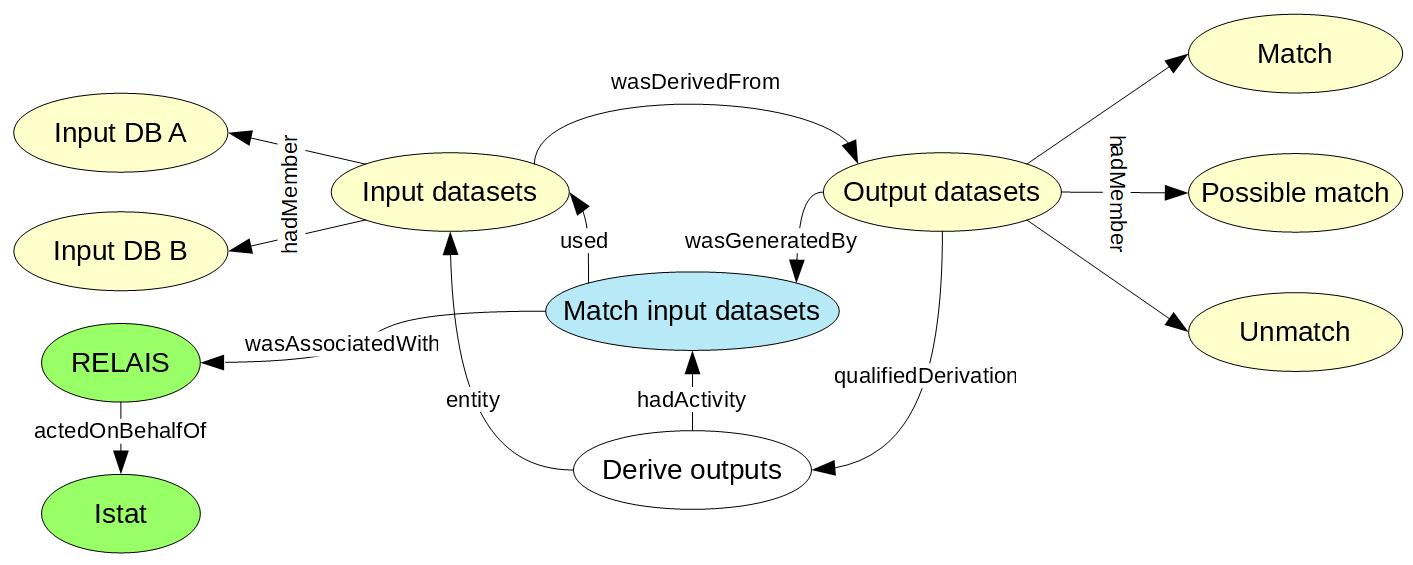 Match
wasDerivedFrom
Input DB A
hadMember
Input datasets
Output datasets
hadMember
Possible match
Input DB B
used
wasGeneratedBy
Match input datasets
Unmatch
wasAssociatedWith
RELAIS
qualifiedDerivation
entity
hadActivity
actedOnBehalfOf
Derive outputs
Istat